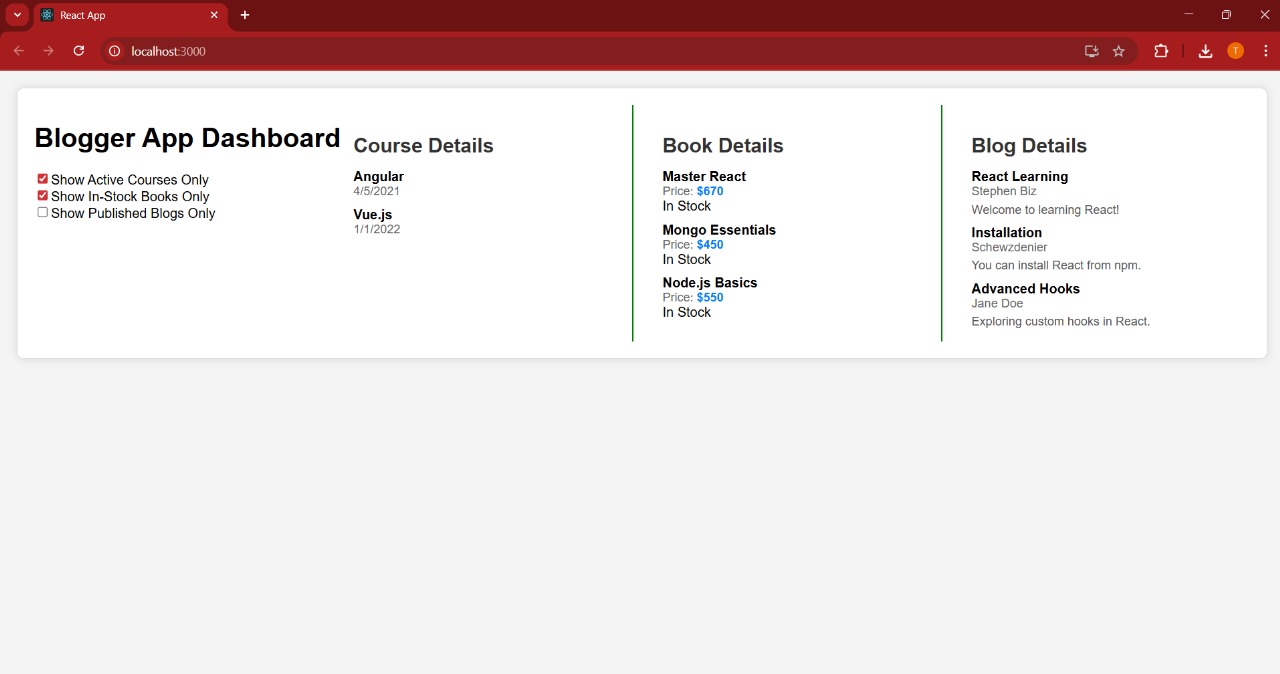 React App
localhost:3000
T
Blogger App Dashboard
Show Active Courses Only
Show In-Stock Books Only
Show Published Blogs Only
Course Details
Angular
4/5/2021
Vue.js
1/1/2022
Book Details
Master React
Price: $670
In Stock
Mongo Essentials
Price: $450
In Stock
Node.js Basics
Price: $550
In Stock
Blog Details
React Learning
Stephen Biz
Welcome to learning React!
Installation
Schewzdenier
You can install React from npm.
Advanced Hooks
Jane Doe
Exploring custom hooks in React.